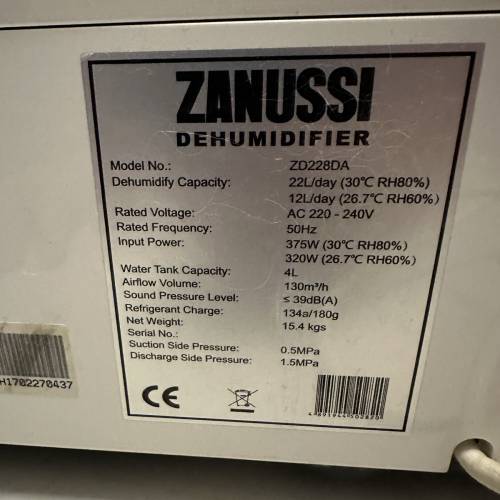 ZANUSSI
DEHUMIDIFIER
Model No.: ZD228DA
Dehumidify Capacity: 22L/day (30℃ RH80%)
12L/day (26.7℃ RH60%)
Rated Voltage: AC 220 - 240V
Rated Frequency: 50Hz
Input Power: 375W (30℃ RH80%)
320W (26.7℃ RH60%)
Water Tank Capacity: 4L
Airflow Volume: 130m³/h
Sound Pressure Level: ≤ 39dB(A)
Refrigerant Charge: 134a/180g
Net Weight: 15.4 kgs
Serial No.:
Suction Side Pressure: 0.5MPa
Discharge Side Pressure: 1.5MPa
CE
H1702270437